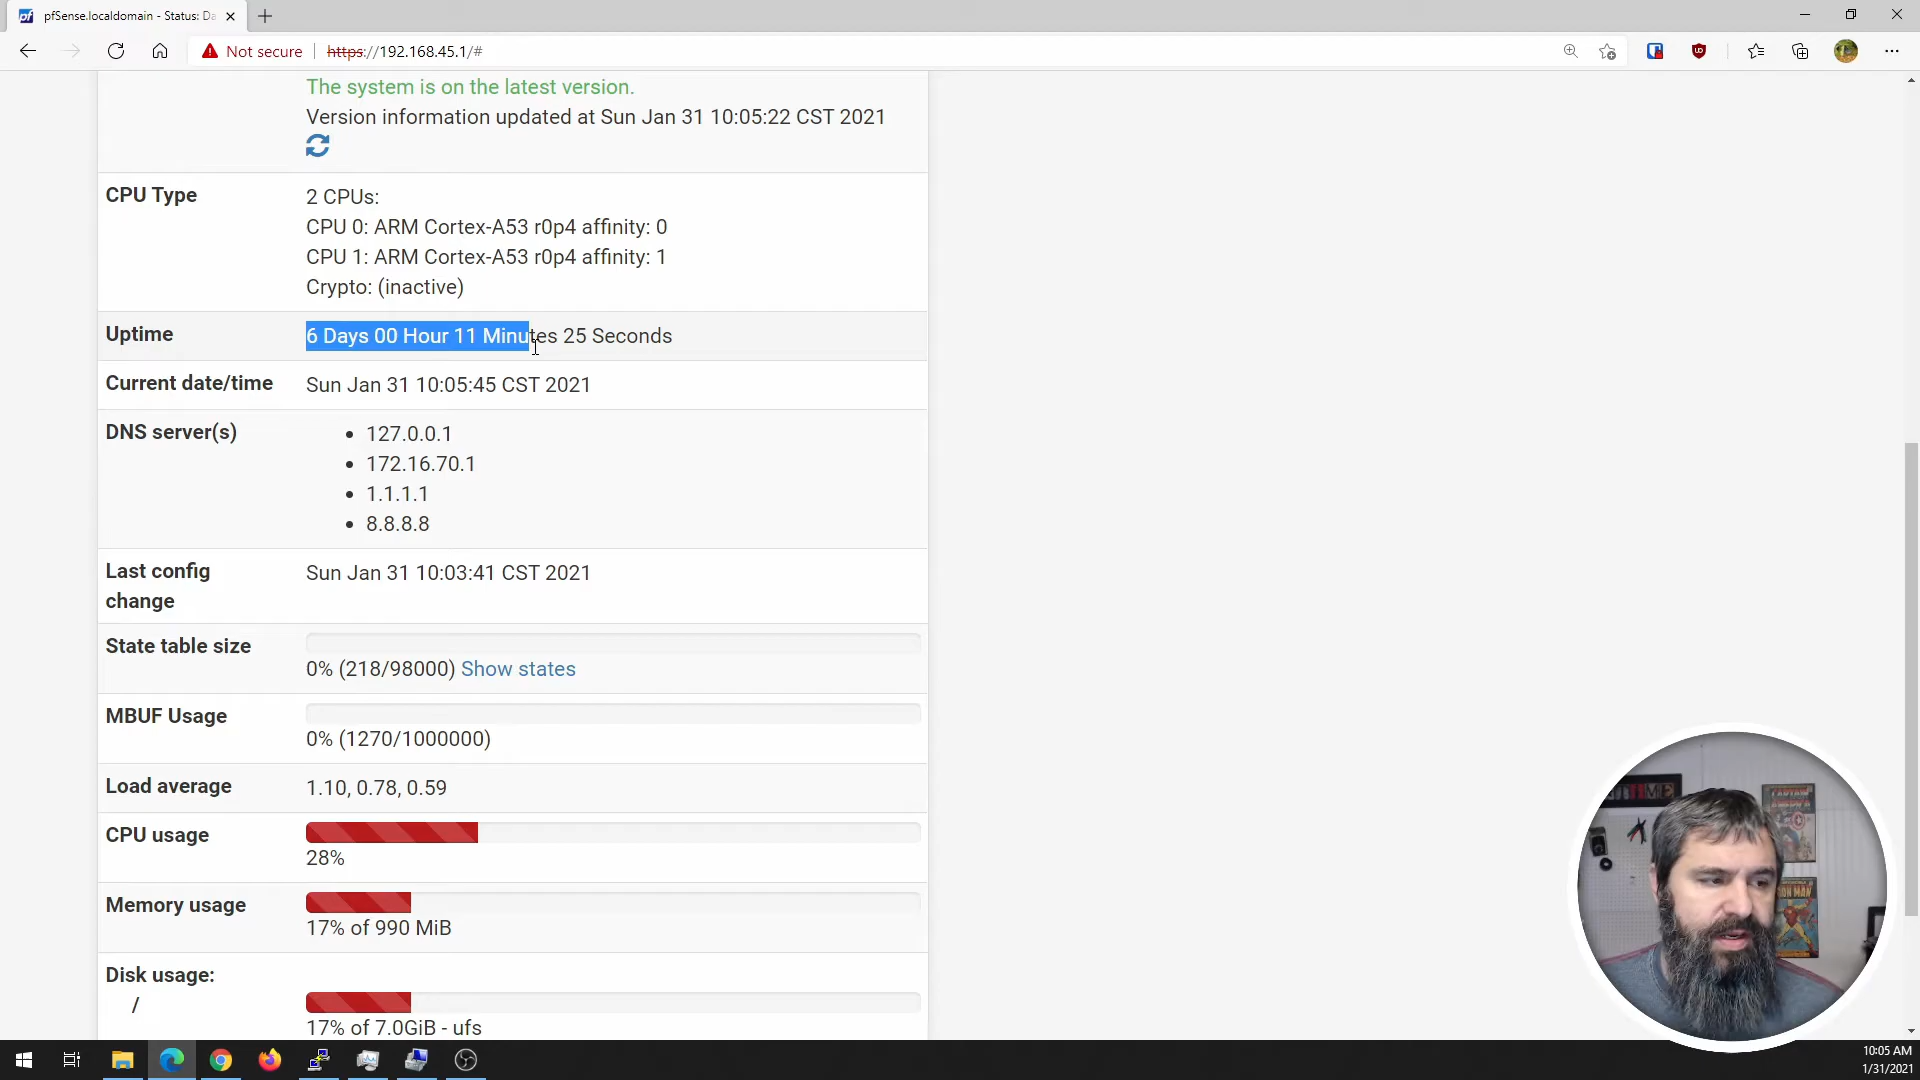 pfSense.localdomain - Status: Da
Not secure
https://192.168.45.1/#
The system is on the latest version.
Version information updated at Sun Jan 31 10:05:22 CST 2021
CPU Type
2 CPUs:
CPU 0: ARM Cortex-A53 r0p4 affinity: 0
CPU 1: ARM Cortex-A53 r0p4 affinity: 1
Crypto: (inactive)
Uptime
6 Days 00 Hour 11 Minutes 25 Seconds
Current date/time
Sun Jan 31 10:05:45 CST 2021
DNS server(s)
127.0.0.1
172.16.70.1
1.1.1.1
8.8.8.8
Last config
change
Sun Jan 31 10:03:41 CST 2021
State table size
0% (218/98000) Show states
MBUF Usage
0% (1270/1000000)
Load average
1.10, 0.78, 0.59
CPU usage
28%
Memory usage
17% of 990 MiB
Disk usage:
/
17% of 7.0GiB - ufs
CAPTAIN
IRON MAN
10:05 AM
1/31/2021